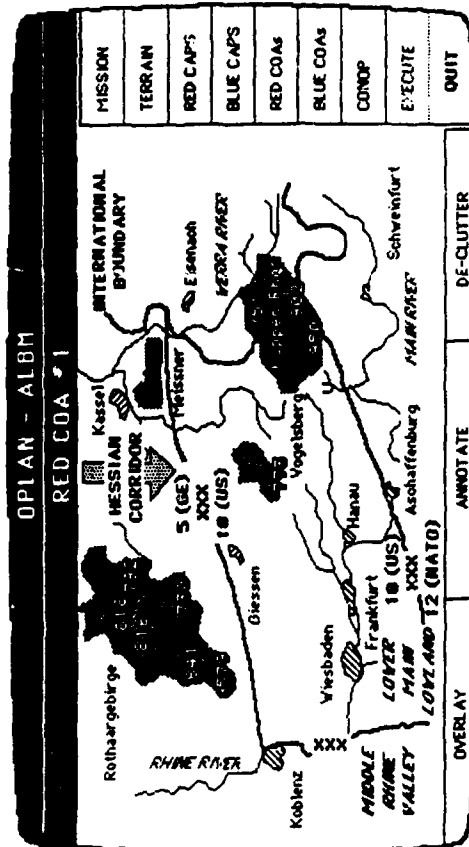 OPLAN - ALBM
RED COA #1
MISSION
TERRAIN
RED CAPS
BLUE CAPS
RED COAs
BLUE COAs
CONOP
EXECUTE
QUIT
INTERNATIONAL
BOUNDARY
Kassel
HESSIAN
CORRIDOR
Meissner
Eisenach
WERRA RIVER
Rothaargebirge
5 (GE)
XXX
10 (US)
Giessen
Vogelsberg
Schweinfurt
MAIN RIVER
RHINE RIVER
Koblenz
Wiesbaden
Frankfurt
Hanau
Aschaffenburg
XXX
MIDDLE
RHINE
VALLEY
LOWER
MAIN
LOWLAND
10 (US)
XXX
12 (NATO)
OVERLAY
ANNOTATE
DE-CLUTTER